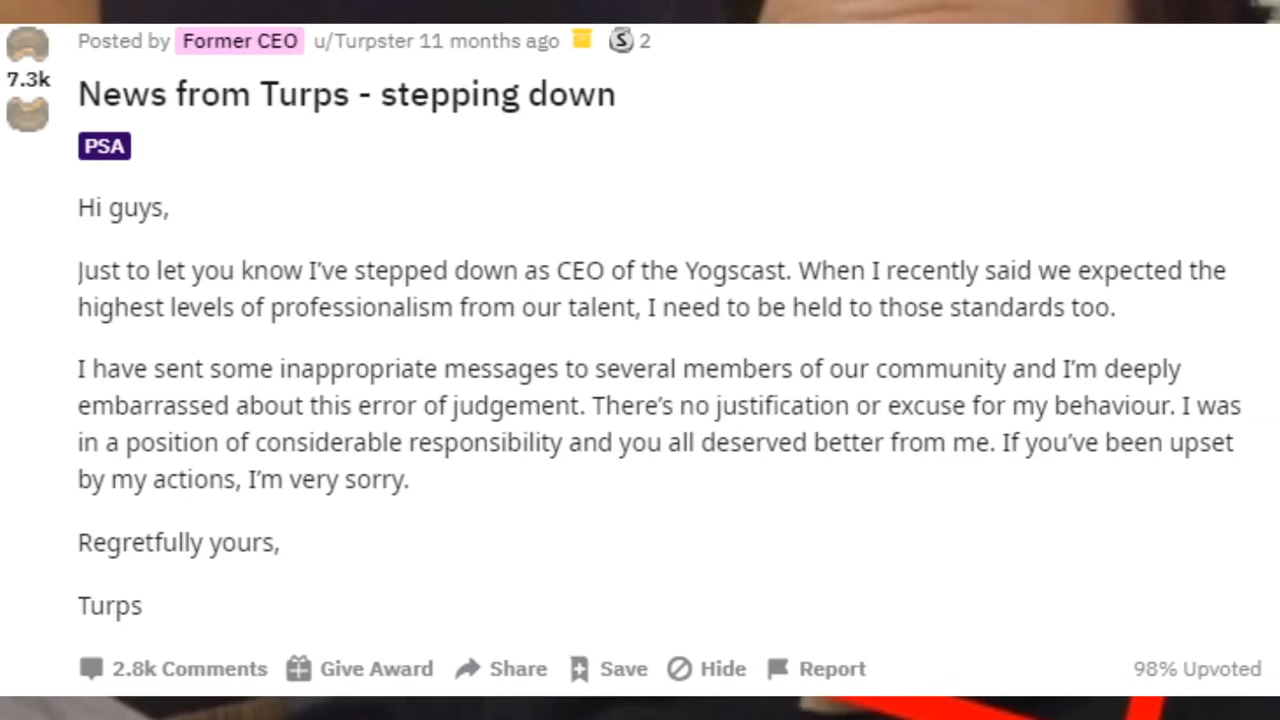 Posted by Former CEO u/Turpster 11 months ago S 2
7.3k
News from Turps - stepping down
PSA
Hi guys,
Just to let you know I've stepped down as CEO of the Yogscast. When I recently said we expected the
highest levels of professionalism from our talent, I need to be held to those standards too.
I have sent some inappropriate messages to several members of our community and I'm deeply
embarrassed about this error of judgement. There's no justification or excuse for my behaviour. I was
in a position of considerable responsibility and you all deserved better from me. If you've been upset
by my actions, I'm very sorry.
Regretfully yours,
Turps
2.8k Comments Give Award Share Save Hide Report 98% Upvoted